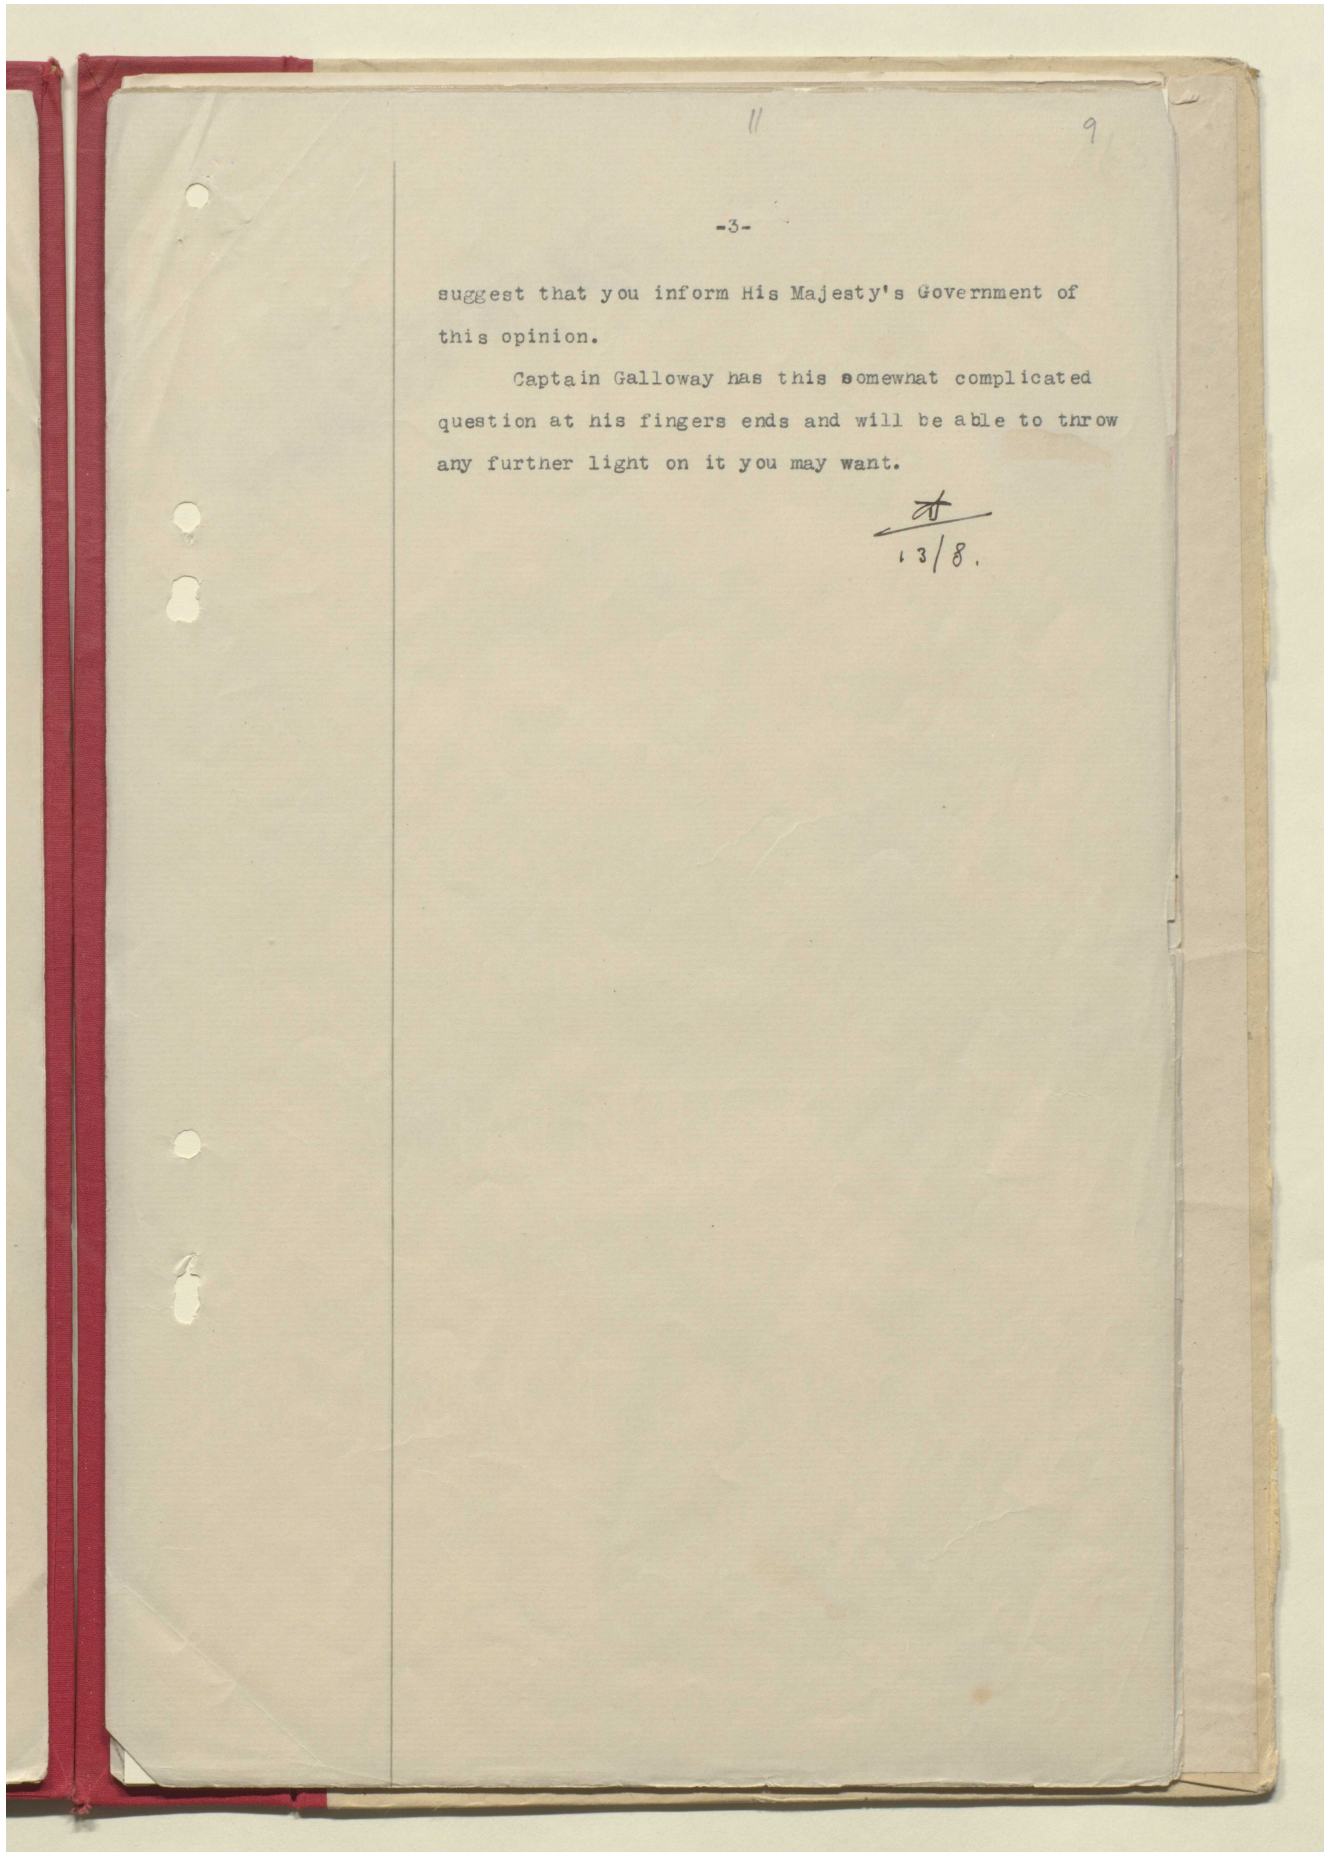 11 9
-3-
suggest that you inform His Majesty's Government of
this opinion.
Captain Galloway has this somewhat complicated
question at his fingers ends and will be able to throw
any further light on it you may want.
13/8.